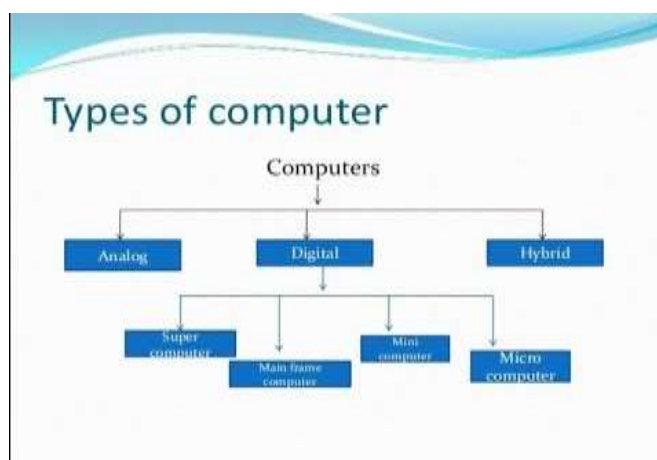 Types of computer
Computers
Analog
Digital
Hybrid
Super
computer
Main frame
computer
Mini
computer
Micro
computer